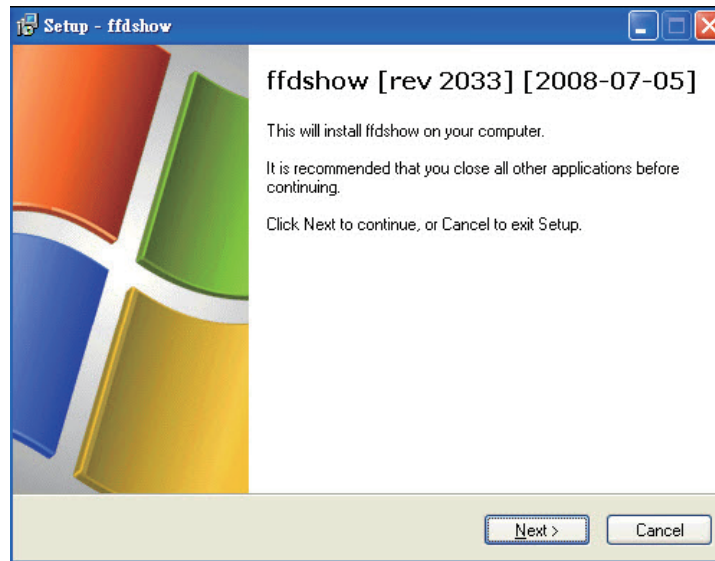 Setup - ffdshow
ffdshow [rev 2033] [2008-07-05]
This will install ffdshow on your computer.
It is recommended that you close all other applications before
continuing.
Click Next to continue, or Cancel to exit Setup.
Next >
Cancel